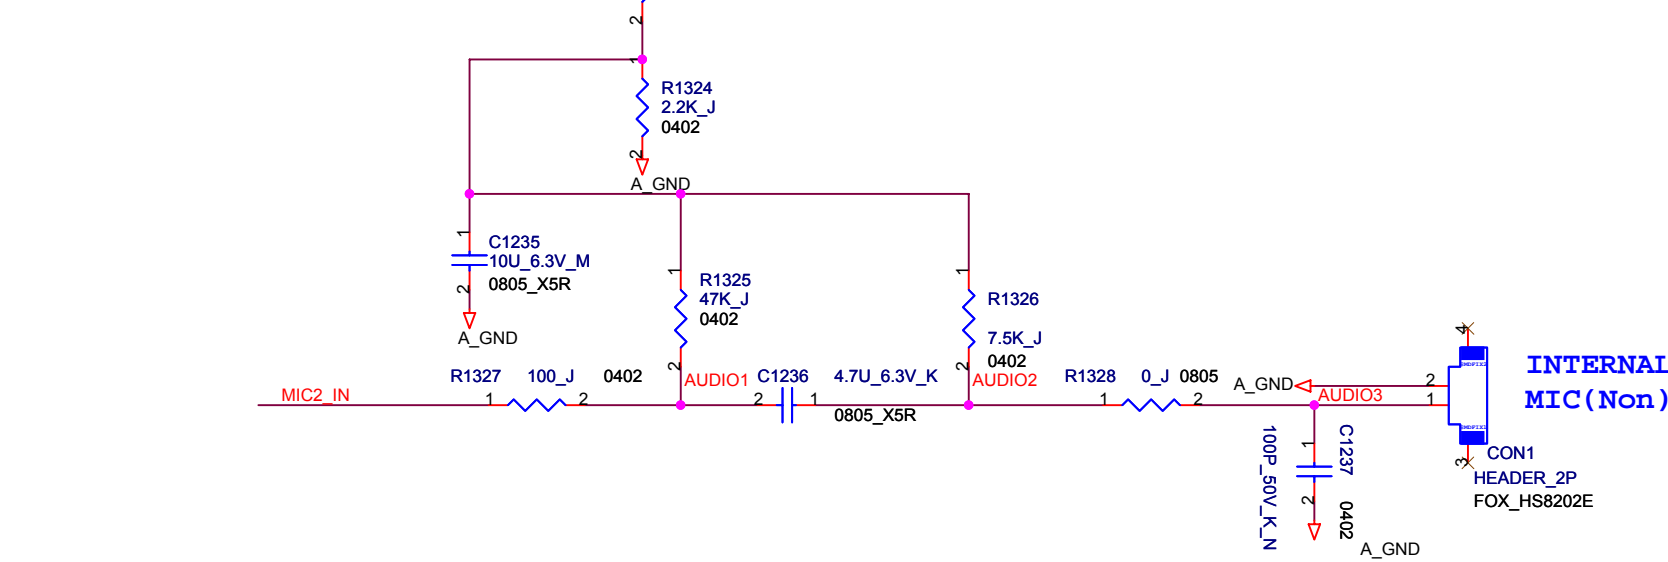 2
1
R1324
2.2K_J
0402
2
A_GND
1
C1235
10U_6.3V_M
0805_X5R
2
A_GND
1
R1325
47K_J
0402
2
1
R1326
7.5K_J
0402
2
MIC2_IN
R1327 100_J 0402
1 2
AUDIO1
C1236 4.7U_6.3V_K
2 1
0805_X5R
AUDIO2
R1328 0_J 0805
1 2
A_GND
AUDIO3
2
1
4
3
INTERNAL
MIC(Non)
CON1
HEADER_2P
FOX_HS8202E
1
C1237
100P_50V_K_N
2
0402
A_GND